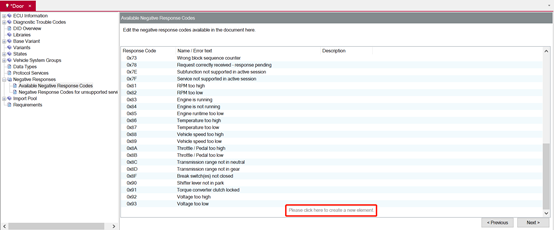 *Door ×
ECU Information
Diagnostic Trouble Codes
DID Overview
Libraries
Base Variant
Variants
States
Vehicle System Groups
Data Types
Protocol Services
Negative Responses
Available Negative Response Codes
Negative Response Codes for unsupported servi
Import Pool
Requirements
Available Negative Response Codes
Edit the negative response codes available in the document here.
Response Code Name / Error text Description
0x73 Wrong block sequence counter
0x78 Request correctly received - response pending
0x7E Subfunction not supported in active session
0x7F Service not supported in active session
0x81 RPM too high
0x82 RPM too low
0x83 Engine is running
0x84 Engine is not running
0x85 Engine runtime too low
0x86 Temperature too high
0x87 Temperature too low
0x88 Vehicle speed too high
0x89 Vehicle speed too low
0x8A Throttle / Pedal too high
0x8B Throttle / Pedal too low
0x8C Transmission range not in neutral
0x8D Transmission range not in gear
0x8F Break switch(es) not closed
0x90 Shifter lever not in park
0x91 Torque converter clutch locked
0x92 Voltage too high
0x93 Voltage too low
Please click here to create a new element
< Previous Next >